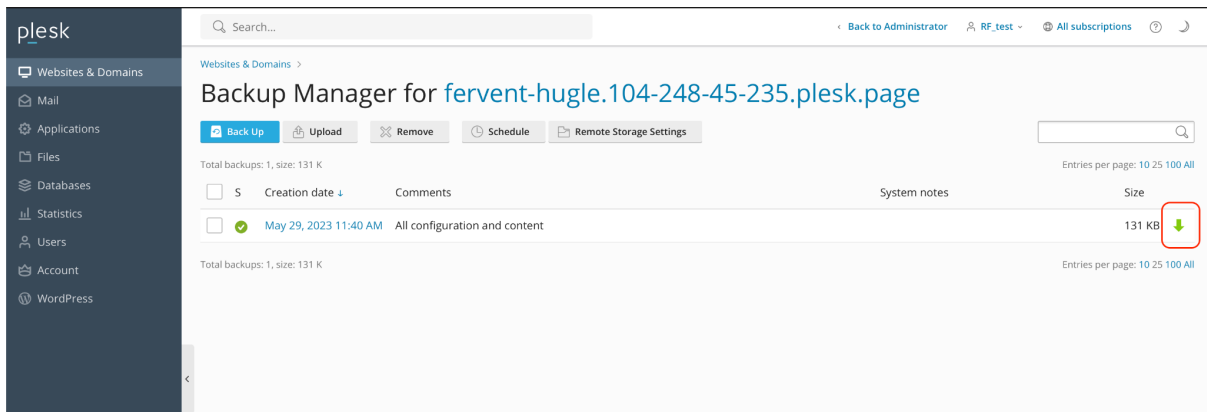 plesk
Search...
Back to Administrator RF_test All subscriptions
Websites & Domains
Mail
Applications
Files
Databases
Statistics
Users
Account
WordPress
Websites & Domains >
Backup Manager for fervent-hugle.104-248-45-235.plesk.page
Back Up Upload Remove Schedule Remote Storage Settings
Total backups: 1, size: 131 K Entries per page: 10 25 100 All
S Creation date ↓ Comments System notes Size
May 29, 2023 11:40 AM All configuration and content 131 KB
Total backups: 1, size: 131 K Entries per page: 10 25 100 All